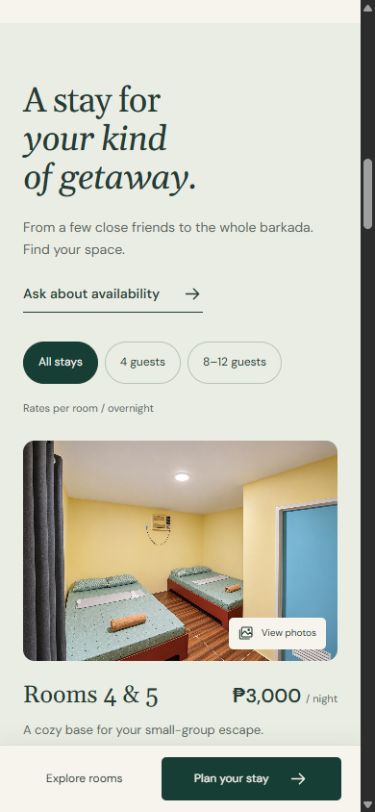 A stay for
your kind
of getaway.
From a few close friends to the whole barkada.
Find your space.
Ask about availability →
All stays
4 guests
8–12 guests
Rates per room / overnight
View photos
Rooms 4 & 5
₱3,000 / night
A cozy base for your small-group escape.
Explore rooms
Plan your stay →